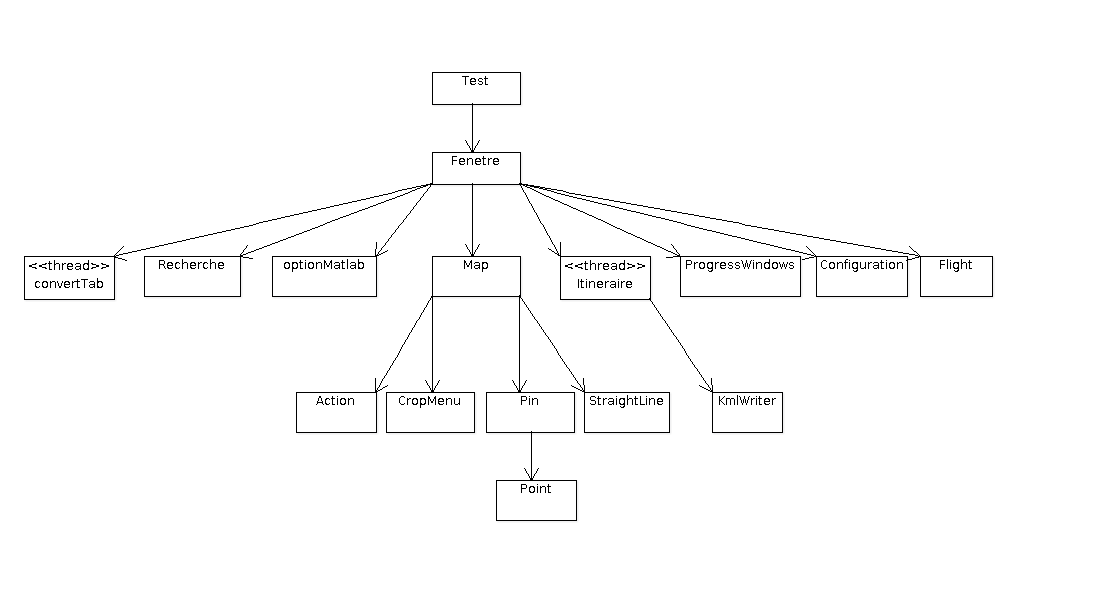 Test
Fenetre
<<thread>>
convertTab
Recherche
optionMatlab
Map
<<thread>>
Itineraire
ProgressWindows
Configuration
Flight
Action
CropMenu
Pin
StraightLine
KmlWriter
Point